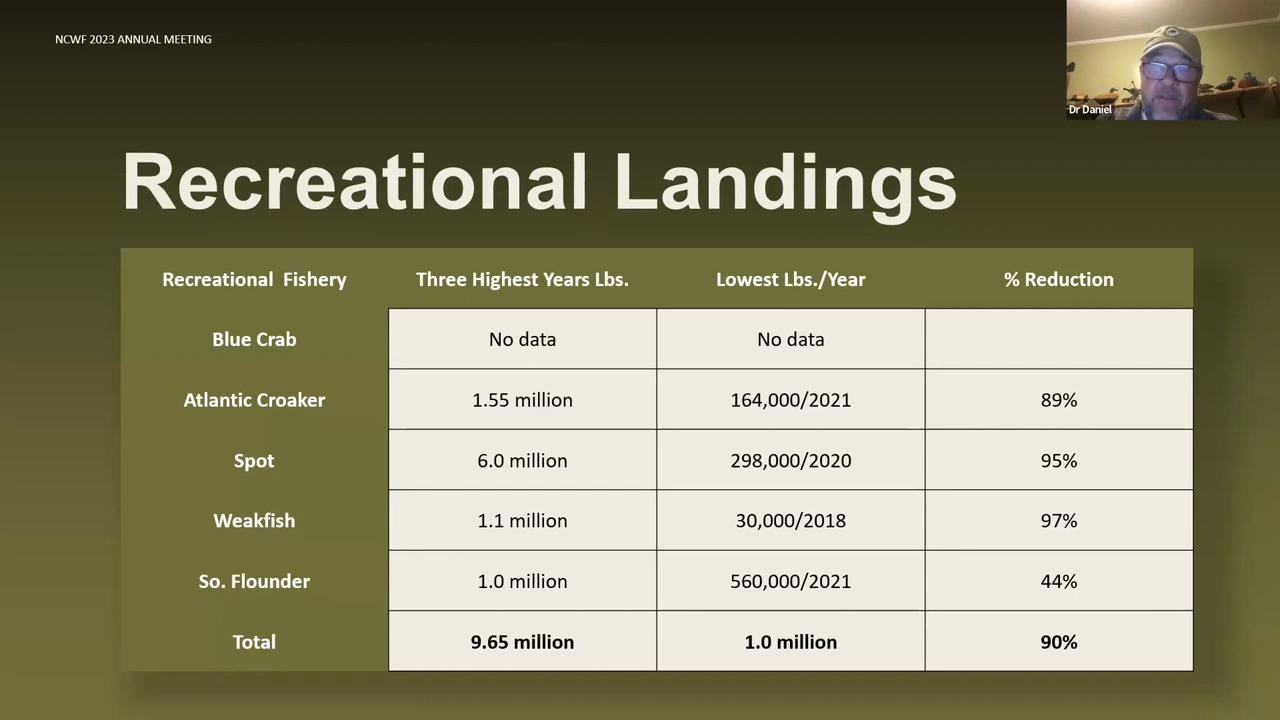 NCWF 2023 ANNUAL MEETING
Dr Daniel
Recreational Landings
Recreational Fishery Three Highest Years Lbs. Lowest Lbs./Year % Reduction
Blue Crab No data No data
Atlantic Croaker 1.55 million 164,000/2021 89%
Spot 6.0 million 298,000/2020 95%
Weakfish 1.1 million 30,000/2018 97%
So. Flounder 1.0 million 560,000/2021 44%
Total 9.65 million 1.0 million 90%